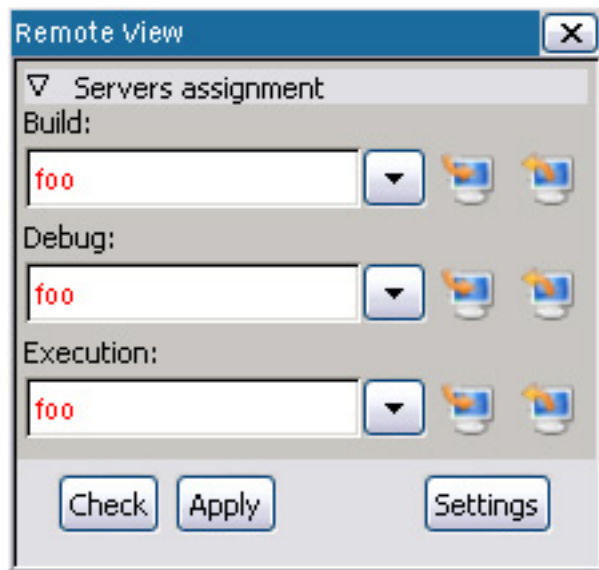 Remote View
Servers assignment
Build:
foo
Debug:
foo
Execution:
foo
Check Apply Settings